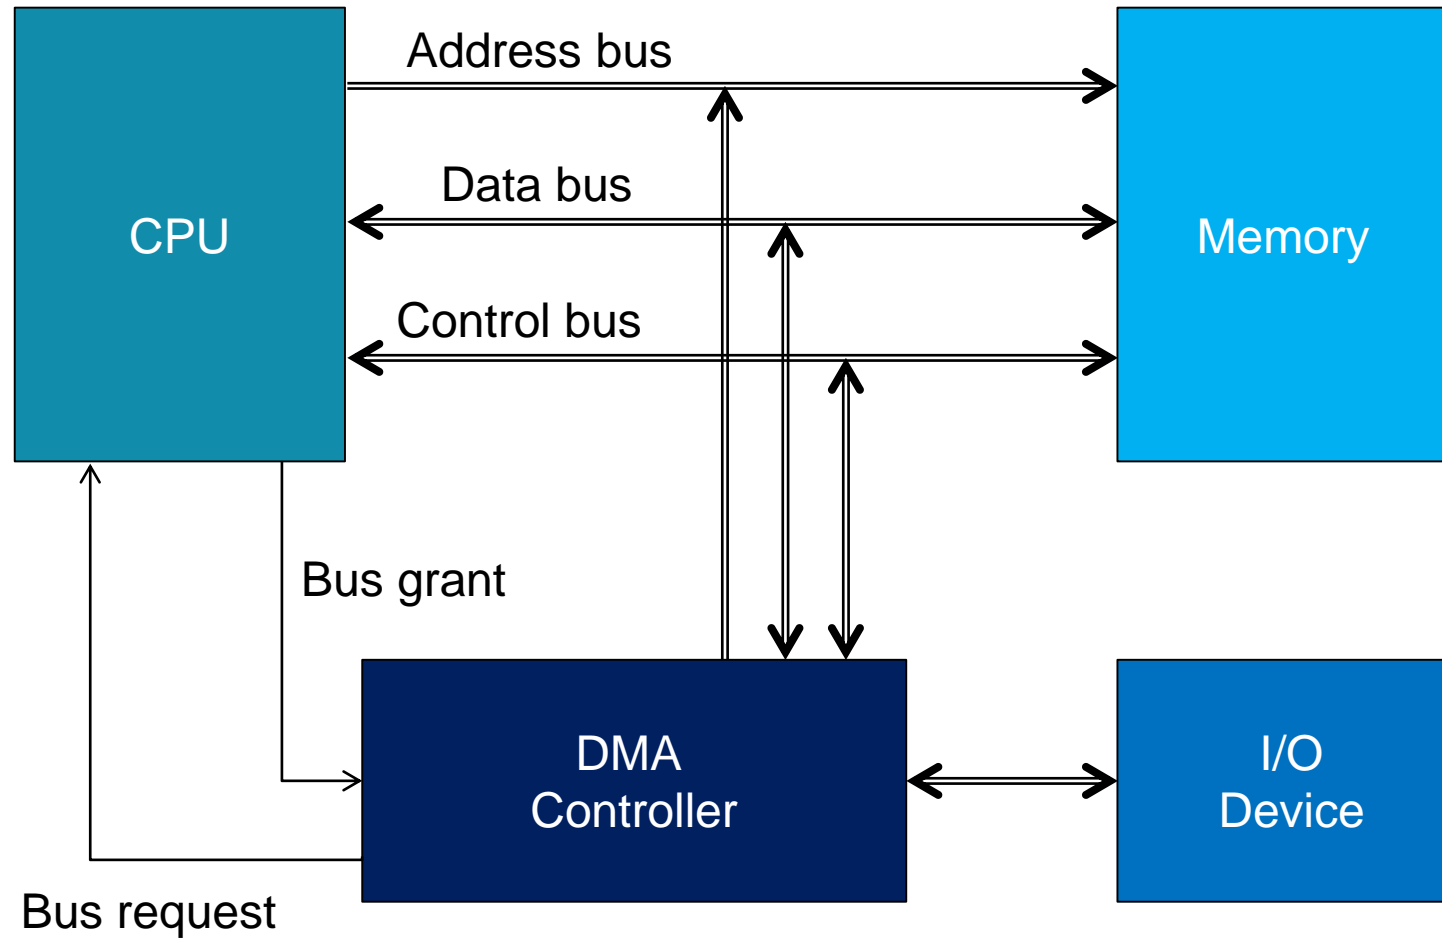 Address bus
Data bus
CPU
Memory
Control bus
Bus grant
DMA
Controller
I/O
Device
Bus request